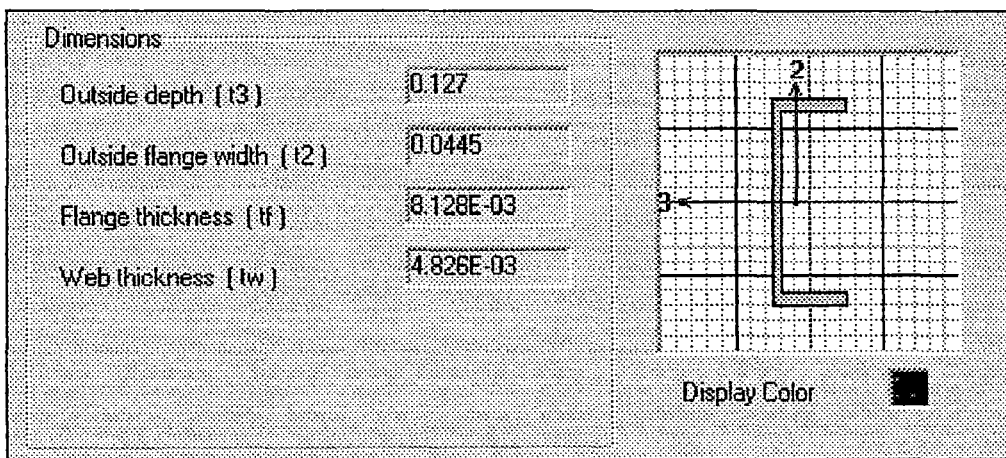 Dimensions
Outside depth ( t3 ) 0.127
Outside flange width ( t2 ) 0.0445
Flange thickness ( tf ) 8.128E-03
Web thickness ( tw ) 4.826E-03
2
3
Display Color